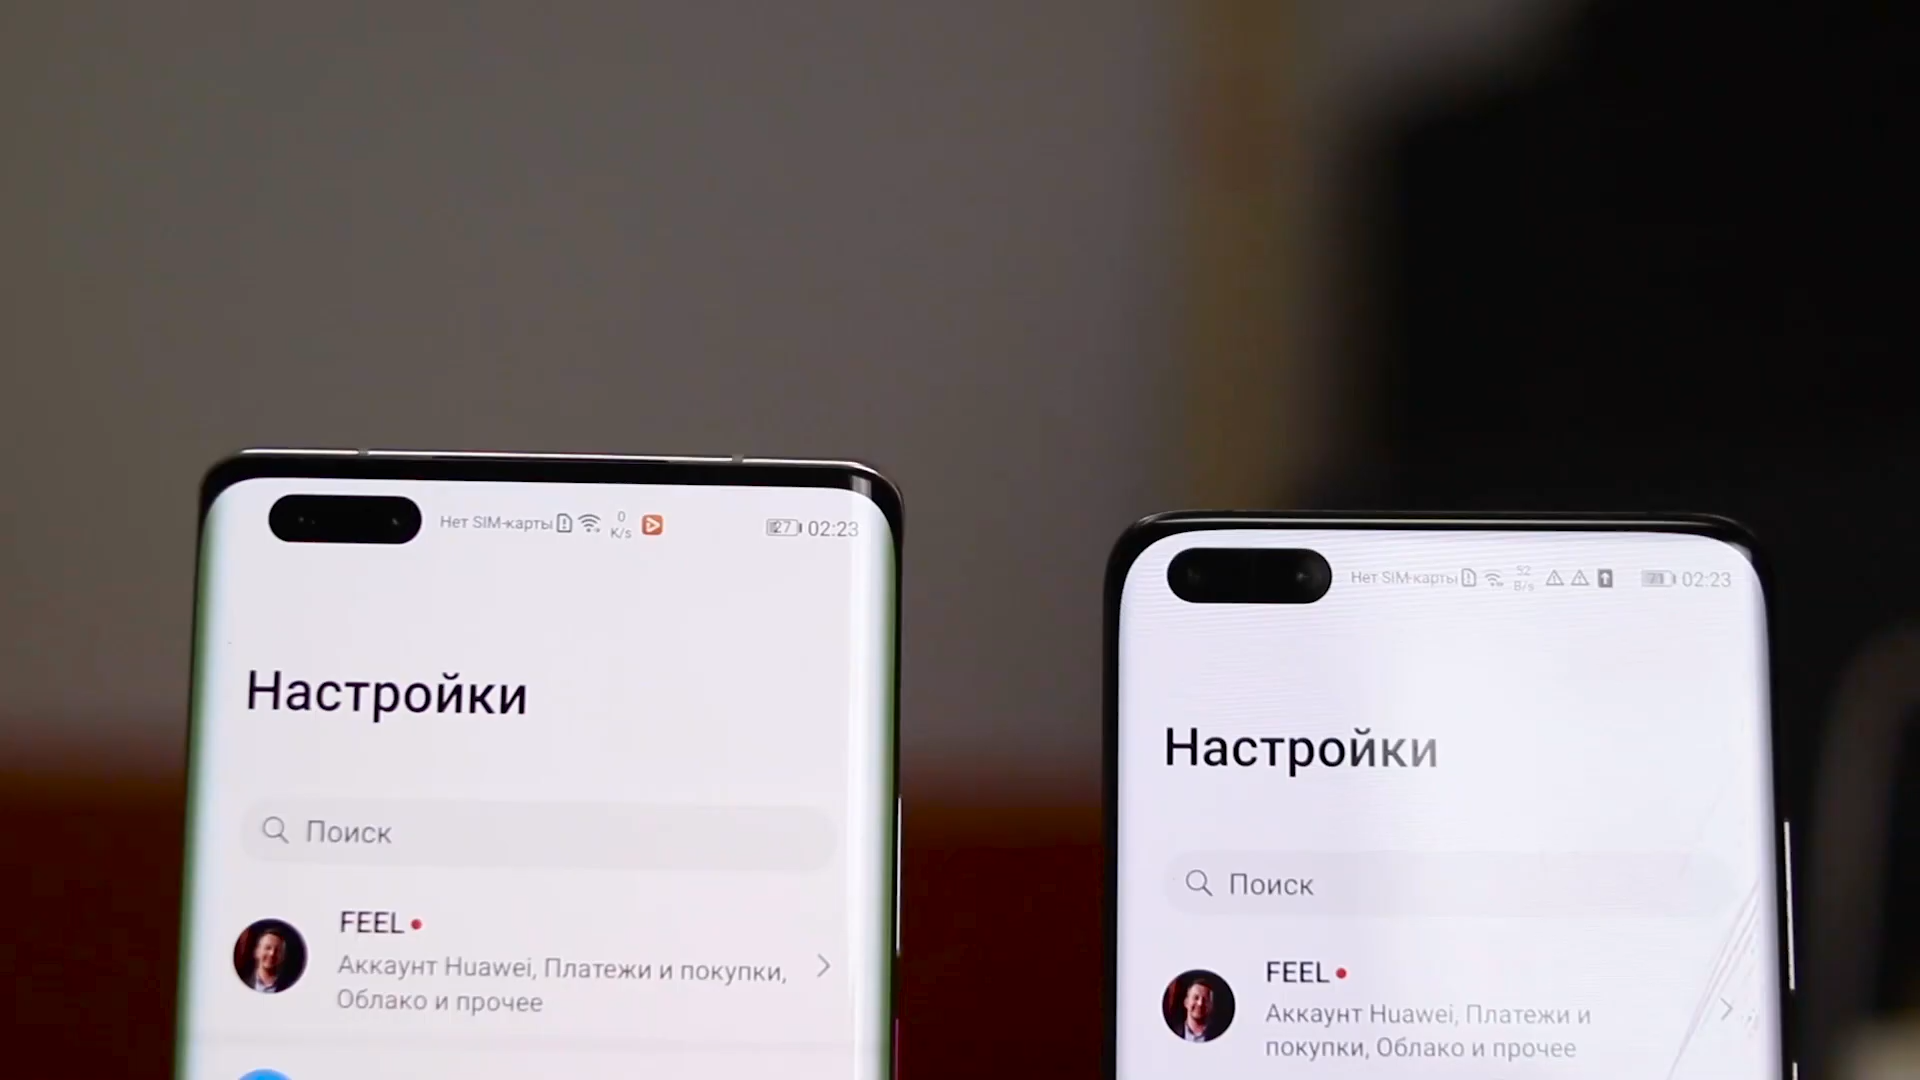 Нет SIM-карты 0 K/s 27 02:23
Настройки
Поиск
FEEL
Аккаунт Huawei, Платежи и покупки,
Облако и прочее
Нет SIM-карты 52 B/s 02:23
Настройки
Поиск
FEEL
Аккаунт Huawei, Платежи и
покупки, Облако и прочее